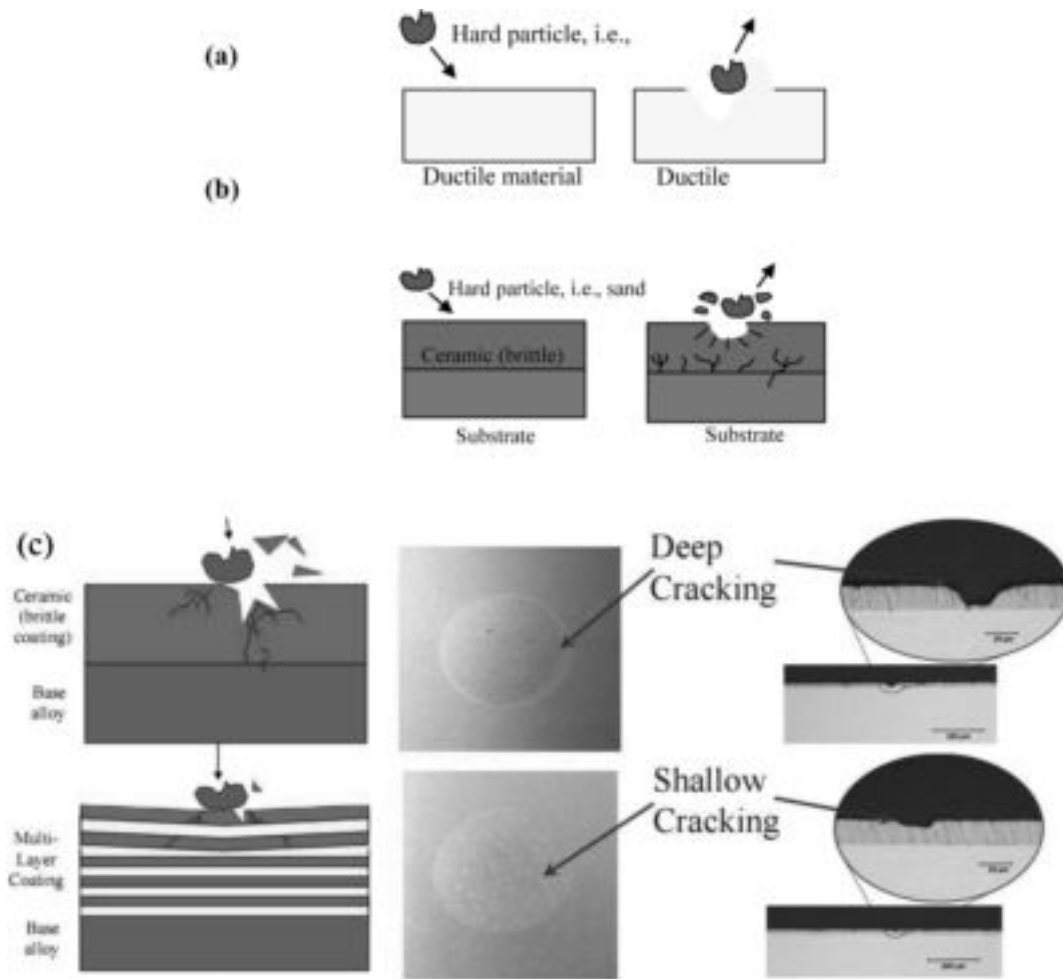 (a)
Hard particle, i.e.,
Ductile material
Ductile
(b)
Hard particle, i.e., sand
Ceramic (brittle)
Substrate
Substrate
(c)
Ceramic
(brittle
coating)
Base
alloy
Deep
Cracking
Multi-
Layer
Coating
Base
alloy
Shallow
Cracking